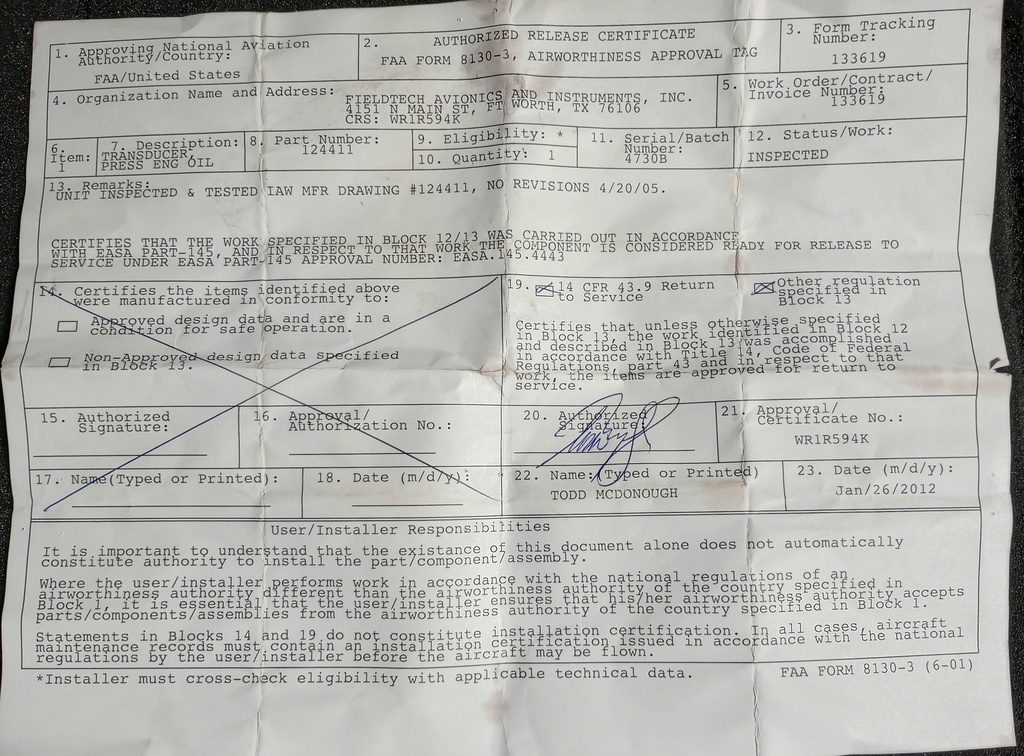 1. Approving National Aviation
Authority/Country:
FAA/United States
2. AUTHORIZED RELEASE CERTIFICATE
FAA FORM 8130-3, AIRWORTHINESS APPROVAL TAG
3. Form Tracking
Number:
133619
4. Organization Name and Address:
FIELDTECH AVIONICS AND INSTRUMENTS, INC.
4151 N MAIN ST, FT WORTH, TX 76106
CRS: WR1R594K
5. Work Order/Contract/
Invoice Number:
133619
6.
Item:
1
7. Description:
TRANSDUCER,
PRESS ENG OIL
8. Part Number:
124411
9. Eligibility: *
10. Quantity: 1
11. Serial/Batch
Number:
4730B
12. Status/Work:
INSPECTED
13. Remarks:
UNIT INSPECTED & TESTED IAW MFR DRAWING #124411, NO REVISIONS 4/20/05.
CERTIFIES THAT THE WORK SPECIFIED IN BLOCK 12/13 WAS CARRIED OUT IN ACCORDANCE
WITH EASA PART-145, AND IN RESPECT TO THAT WORK THE COMPONENT IS CONSIDERED READY FOR RELEASE TO
SERVICE UNDER EASA PART-145 APPROVAL NUMBER: EASA.145.4443
14. Certifies the items identified above
were manufactured in conformity to:
Approved design data and are in a
condition for safe operation.
Non-Approved design data specified
in Block 13.
19. 14 CFR 43.9 Return
to Service
Other regulation
specified in
Block 13
Certifies that unless otherwise specified
in Block 13, the work identified in Block 12
and described in Block 13 was accomplished
in accordance with Title 14, Code of Federal
Regulations, part 43 and in respect to that
work, the items are approved for return to
service.
15. Authorized
Signature:
16. Approval/
Authorization No.:
20. Authorized
Signature:
21. Approval/
Certificate No.:
WR1R594K
17. Name(Typed or Printed):
18. Date (m/d/y):
22. Name:(Typed or Printed)
TODD MCDONOUGH
23. Date (m/d/y):
Jan/26/2012
User/Installer Responsibilities
It is important to understand that the existance of this document alone does not automatically
constitute authority to install the part/component/assembly.
Where the user/installer performs work in accordance with the national regulations of an
airworthiness authority different than the airworthiness authority of the country specified in
Block 1, it is essential that the user/installer ensures that his/her airworthiness authority accepts
parts/components/assemblies from the airworthiness authority of the country specified in Block 1.
Statements in Blocks 14 and 19 do not constitute installation certification. In all cases, aircraft
maintenance records must contain an installation certification issued in accordance with the national
regulations by the user/installer before the aircraft may be flown.
*Installer must cross-check eligibility with applicable technical data.
FAA FORM 8130-3 (6-01)